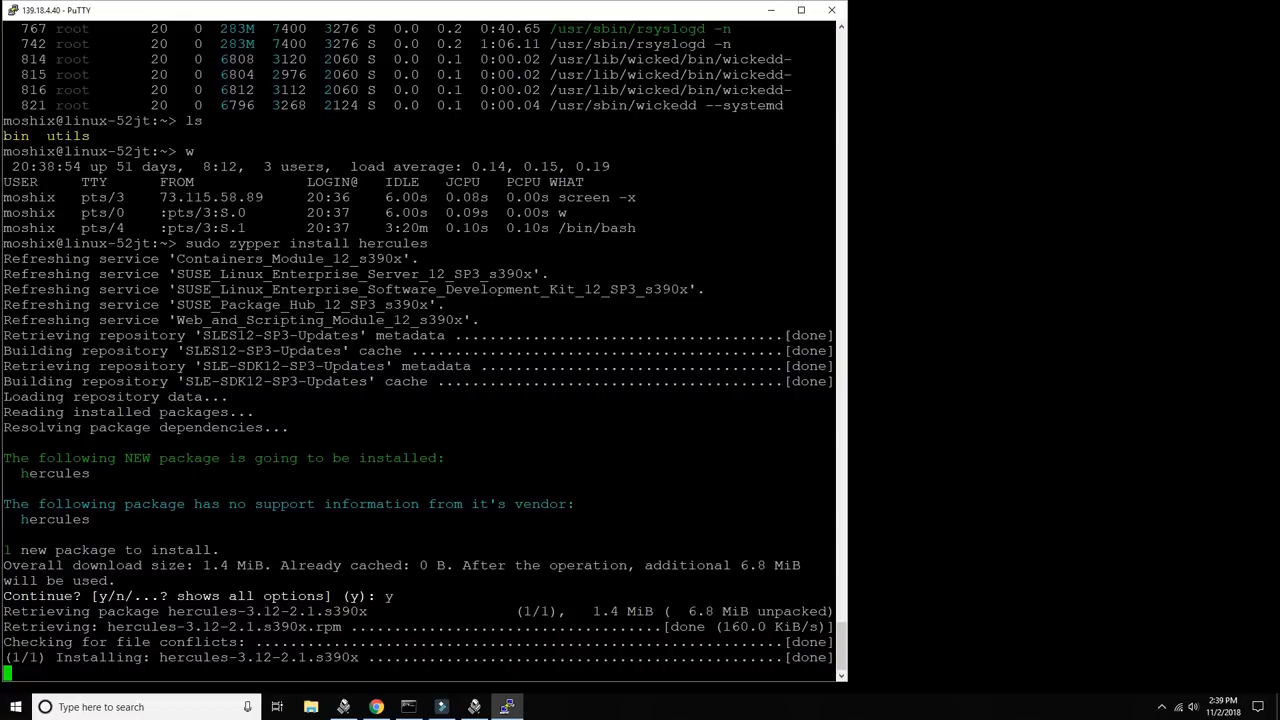 139.18.4.40 - PuTTY
767 root 20 0 283M 7400 3276 S 0.0 0.2 0:40.65 /usr/sbin/rsyslogd -n
742 root 20 0 283M 7400 3276 S 0.0 0.2 1:06.11 /usr/sbin/rsyslogd -n
814 root 20 0 6808 3120 2060 S 0.0 0.1 0:00.02 /usr/lib/wicked/bin/wickedd-
815 root 20 0 6804 2976 2060 S 0.0 0.1 0:00.02 /usr/lib/wicked/bin/wickedd-
816 root 20 0 6812 3112 2060 S 0.0 0.1 0:00.02 /usr/lib/wicked/bin/wickedd-
821 root 20 0 6796 3268 2124 S 0.0 0.1 0:00.04 /usr/sbin/wickedd --systemd
moshix@linux-52jt:~> ls
bin utils
moshix@linux-52jt:~> w
20:38:54 up 51 days, 8:12, 3 users, load average: 0.14, 0.15, 0.19
USER TTY FROM LOGIN@ IDLE JCPU PCPU WHAT
moshix pts/3 73.115.58.89 20:36 6.00s 0.08s 0.00s screen -x
moshix pts/0 :pts/3:S.0 20:37 6.00s 0.09s 0.00s w
moshix pts/4 :pts/3:S.1 20:37 3:20m 0.10s 0.10s /bin/bash
moshix@linux-52jt:~> sudo zypper install hercules
Refreshing service 'Containers_Module_12_s390x'.
Refreshing service 'SUSE_Linux_Enterprise_Server_12_SP3_s390x'.
Refreshing service 'SUSE_Linux_Enterprise_Software_Development_Kit_12_SP3_s390x'.
Refreshing service 'SUSE_Package_Hub_12_SP3_s390x'.
Refreshing service 'Web_and_Scripting_Module_12_s390x'.
Retrieving repository 'SLES12-SP3-Updates' metadata ......................................[done]
Building repository 'SLES12-SP3-Updates' cache ............................................[done]
Retrieving repository 'SLE-SDK12-SP3-Updates' metadata ...................................[done]
Building repository 'SLE-SDK12-SP3-Updates' cache ........................................[done]
Loading repository data...
Reading installed packages...
Resolving package dependencies...
The following NEW package is going to be installed:
hercules
The following package has no support information from it's vendor:
hercules
1 new package to install.
Overall download size: 1.4 MiB. Already cached: 0 B. After the operation, additional 6.8 MiB
will be used.
Continue? [y/n/...? shows all options] (y): y
Retrieving package hercules-3.12-2.1.s390x (1/1), 1.4 MiB ( 6.8 MiB unpacked)
Retrieving: hercules-3.12-2.1.s390x.rpm ....................................[done (160.0 KiB/s)]
Checking for file conflicts: ..............................................................[done]
(1/1) Installing: hercules-3.12-2.1.s390x ................................................[done]
Type here to search
2:39 PM
11/2/2018